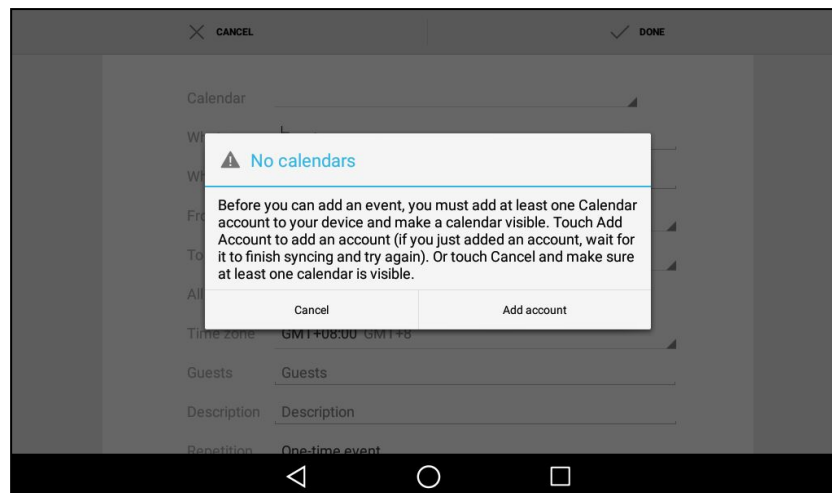 CANCEL
DONE
Calendar
No calendars
Before you can add an event, you must add at least one Calendar
account to your device and make a calendar visible. Touch Add
Account to add an account (if you just added an account, wait for
it to finish syncing and try again). Or touch Cancel and make sure
at least one calendar is visible.
Cancel
Add account
Time zone GMT+08:00 GMT+8
Guests Guests
Description Description
Repetition One-time event